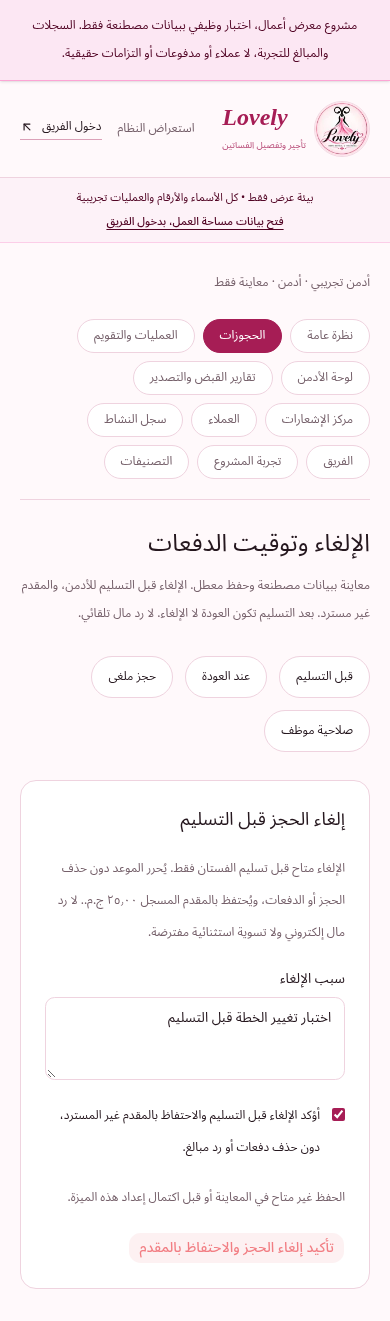 مشروع معرض أعمال، اختبار وظيفي ببيانات مصطنعة فقط. السجلات
والمبالغ للتجربة، لا عملاء أو مدفوعات أو التزامات حقيقية.
Lovely
تأجير وتفصيل الفساتين
استعراض النظام
دخول الفريق
Lovely
بيئة عرض فقط • كل الأسماء والأرقام والعمليات تجريبية
فتح بيانات مساحة العمل، بدخول الفريق
أدمن تجريبي · أدمن · معاينة فقط
نظرة عامة
الحجوزات
العمليات والتقويم
لوحة الأدمن
تقارير القبض والتصدير
مركز الإشعارات
العملاء
سجل النشاط
الفريق
تجربة المشروع
التصنيفات
الإلغاء وتوقيت الدفعات
معاينة ببيانات مصطنعة وحفظ معطل. الإلغاء قبل التسليم للأدمن، والمقدم
غير مسترد. بعد التسليم تكون العودة لا الإلغاء. لا رد مال تلقائي.
قبل التسليم
عند العودة
حجز ملغى
صلاحية موظف
إلغاء الحجز قبل التسليم
الإلغاء متاح قبل تسليم الفستان فقط. يُحرر الموعد دون حذف
الحجز أو الدفعات، ويُحتفظ بالمقدم المسجل ٢٥,٠٠ ج.م.. لا رد
مال إلكتروني ولا تسوية استثنائية مفترضة.
سبب الإلغاء
اختبار تغيير الخطة قبل التسليم
أؤكد الإلغاء قبل التسليم والاحتفاظ بالمقدم غير المسترد،
دون حذف دفعات أو رد مبالغ.
الحفظ غير متاح في المعاينة أو قبل اكتمال إعداد هذه الميزة.
تأكيد إلغاء الحجز والاحتفاظ بالمقدم